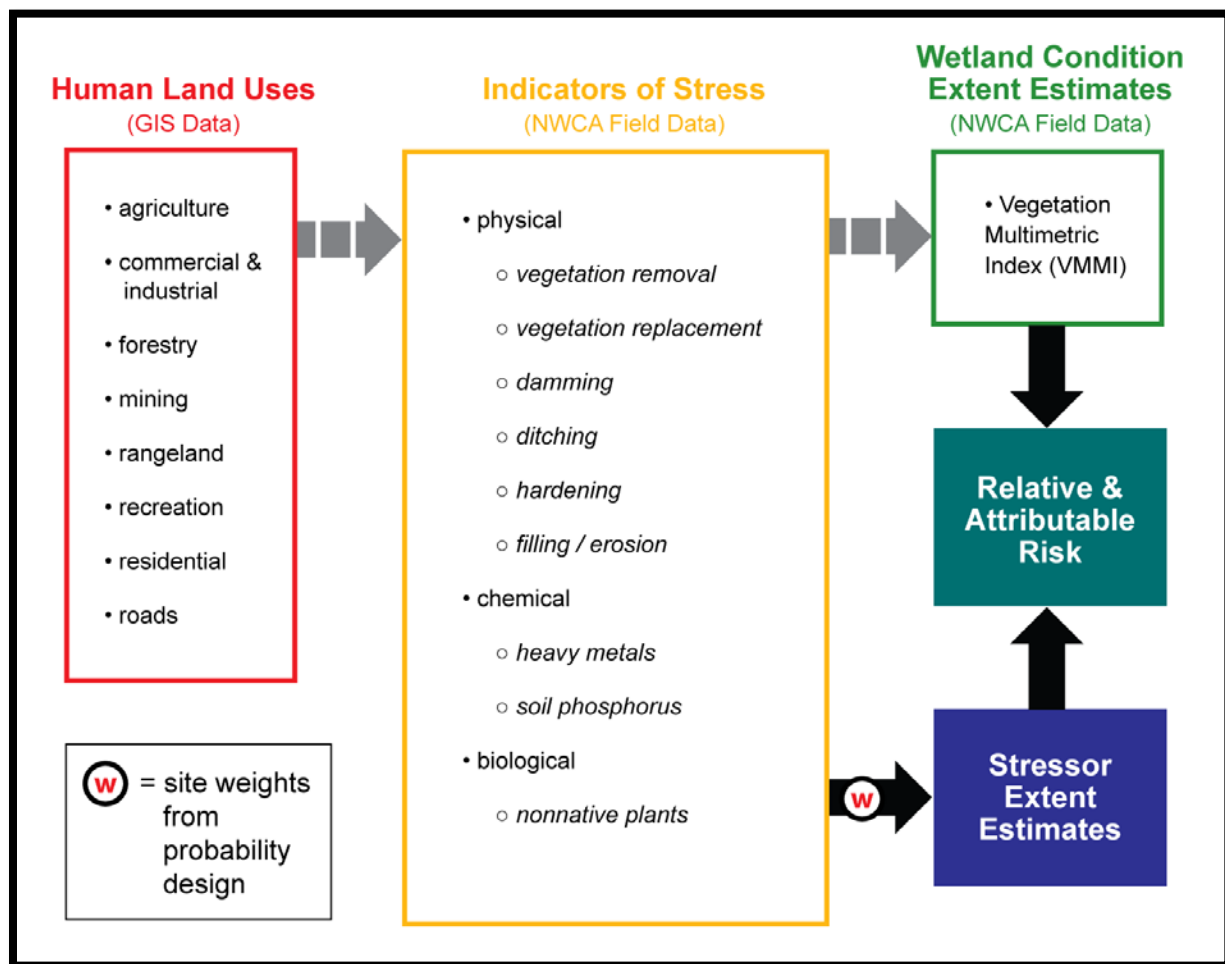 Human Land Uses
(GIS Data)
• agriculture
• commercial &
industrial
• forestry
• mining
• rangeland
• recreation
• residential
• roads
w = site weights
from
probability
design
Indicators of Stress
(NWCA Field Data)
• physical
○ vegetation removal
○ vegetation replacement
○ damming
○ ditching
○ hardening
○ filling / erosion
• chemical
○ heavy metals
○ soil phosphorus
• biological
○ nonnative plants
w
Wetland Condition
Extent Estimates
(NWCA Field Data)
• Vegetation
Multimetric
Index (VMMI)
Relative &
Attributable
Risk
Stressor
Extent
Estimates